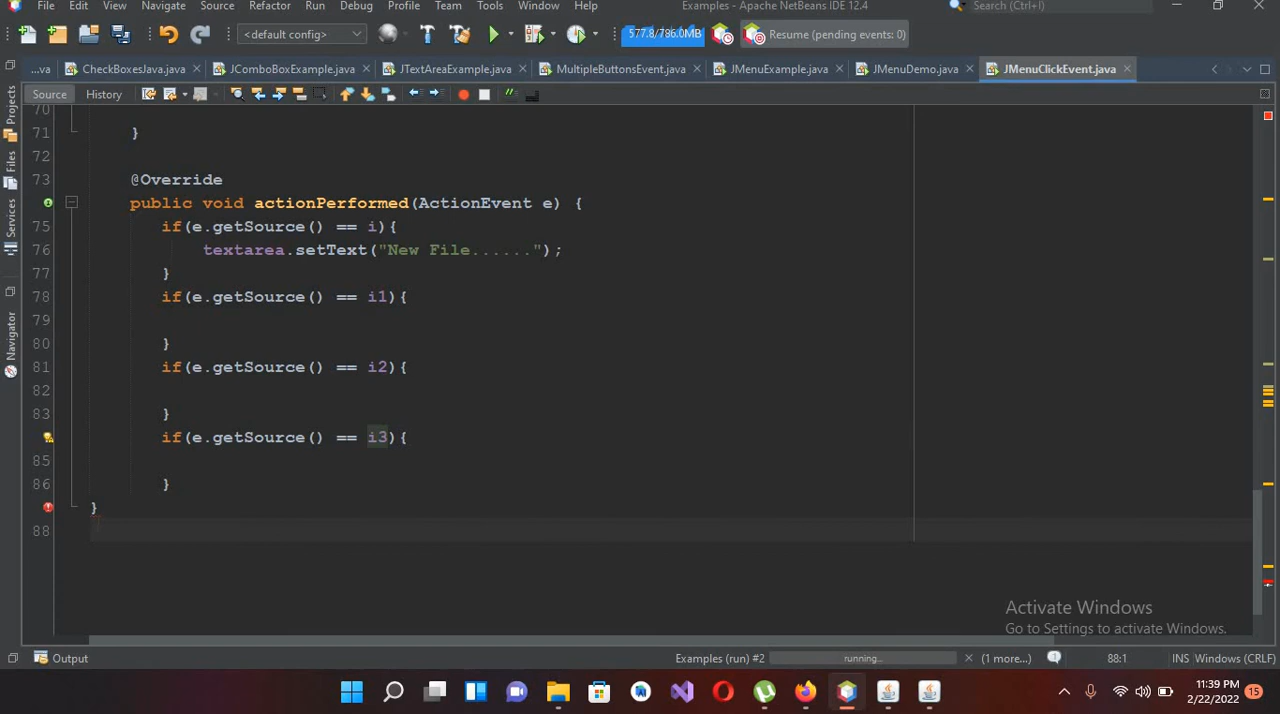 File Edit View Navigate Source Refactor Run Debug Profile Team Tools Window Help Examples - Apache NetBeans IDE 12.4 Search (Ctrl+I)
<default config> 577.8/786.0MB Resume (pending events: 0)
...va CheckBoxesJava.java JComboBoxExample.java JTextAreaExample.java MultipleButtonsEvent.java JMenuExample.java JMenuDemo.java JMenuClickEvent.java
Source History
Projects
Files
Services
Navigator
70
71 }
72
73 @Override
public void actionPerformed(ActionEvent e) {
75 if(e.getSource() == i){
76 textarea.setText("New File......");
77 }
78 if(e.getSource() == i1){
79
80 }
81 if(e.getSource() == i2){
82
83 }
if(e.getSource() == i3){
85
86 }
}
88
Activate Windows
Go to Settings to activate Windows.
Output Examples (run) #2 running... (1 more...) 1 88:1 INS Windows (CRLF)
11:39 PM
2/22/2022 15